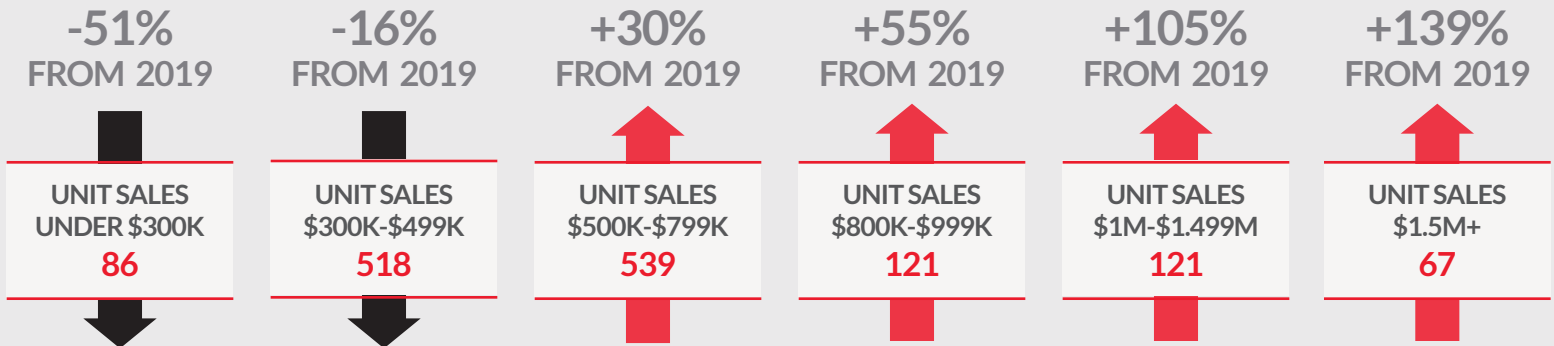 -51%
FROM 2019
UNIT SALES
UNDER $300K
86
-16%
FROM 2019
UNIT SALES
$300K-$499K
518
+30%
FROM 2019
UNIT SALES
$500K-$799K
539
+55%
FROM 2019
UNIT SALES
$800K-$999K
121
+105%
FROM 2019
UNIT SALES
$1M-$1.499M
121
+139%
FROM 2019
UNIT SALES
$1.5M+
67